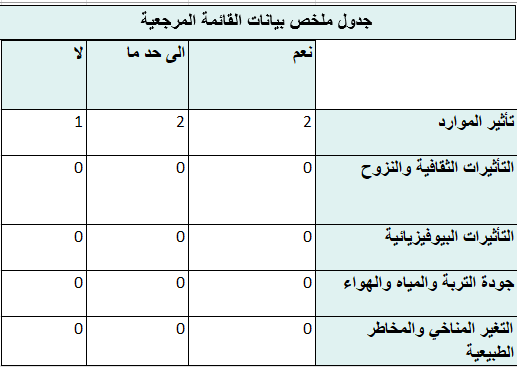 جدول ملخص بيانات القائمة المرجعية
نعم الى حد ما لا
تأثير الموارد 2 2 1
التأثيرات الثقافية والنزوح 0 0 0
التأثيرات البيوفيزيائية 0 0 0
جودة التربة والمياه والهواء 0 0 0
التغير المناخي والمخاطر 0 0 0
الطبيعية